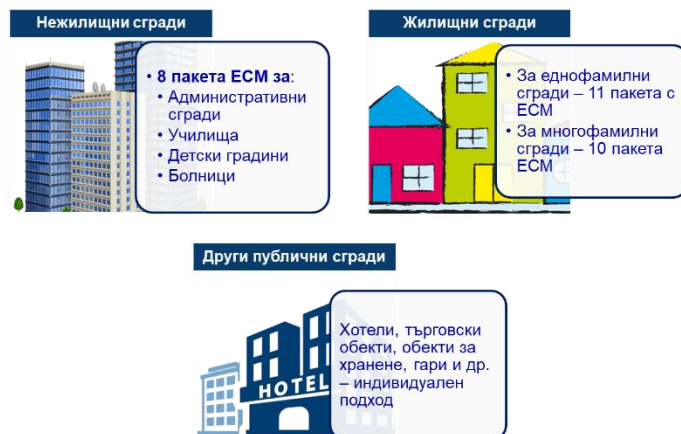 Нежилищни сгради
• 8 пакета ЕСМ за:
• Административни
сгради
• Училища
• Детски градини
• Болници
Жилищни сгради
• За еднофамилни
сгради – 11 пакета с
ЕСМ
• За многофамилни
сгради – 10 пакета
ЕСМ
Други публични сгради
HOTEL
Хотели, търговски
обекти, обекти за
хранене, гари и др.
– индивидуален
подход